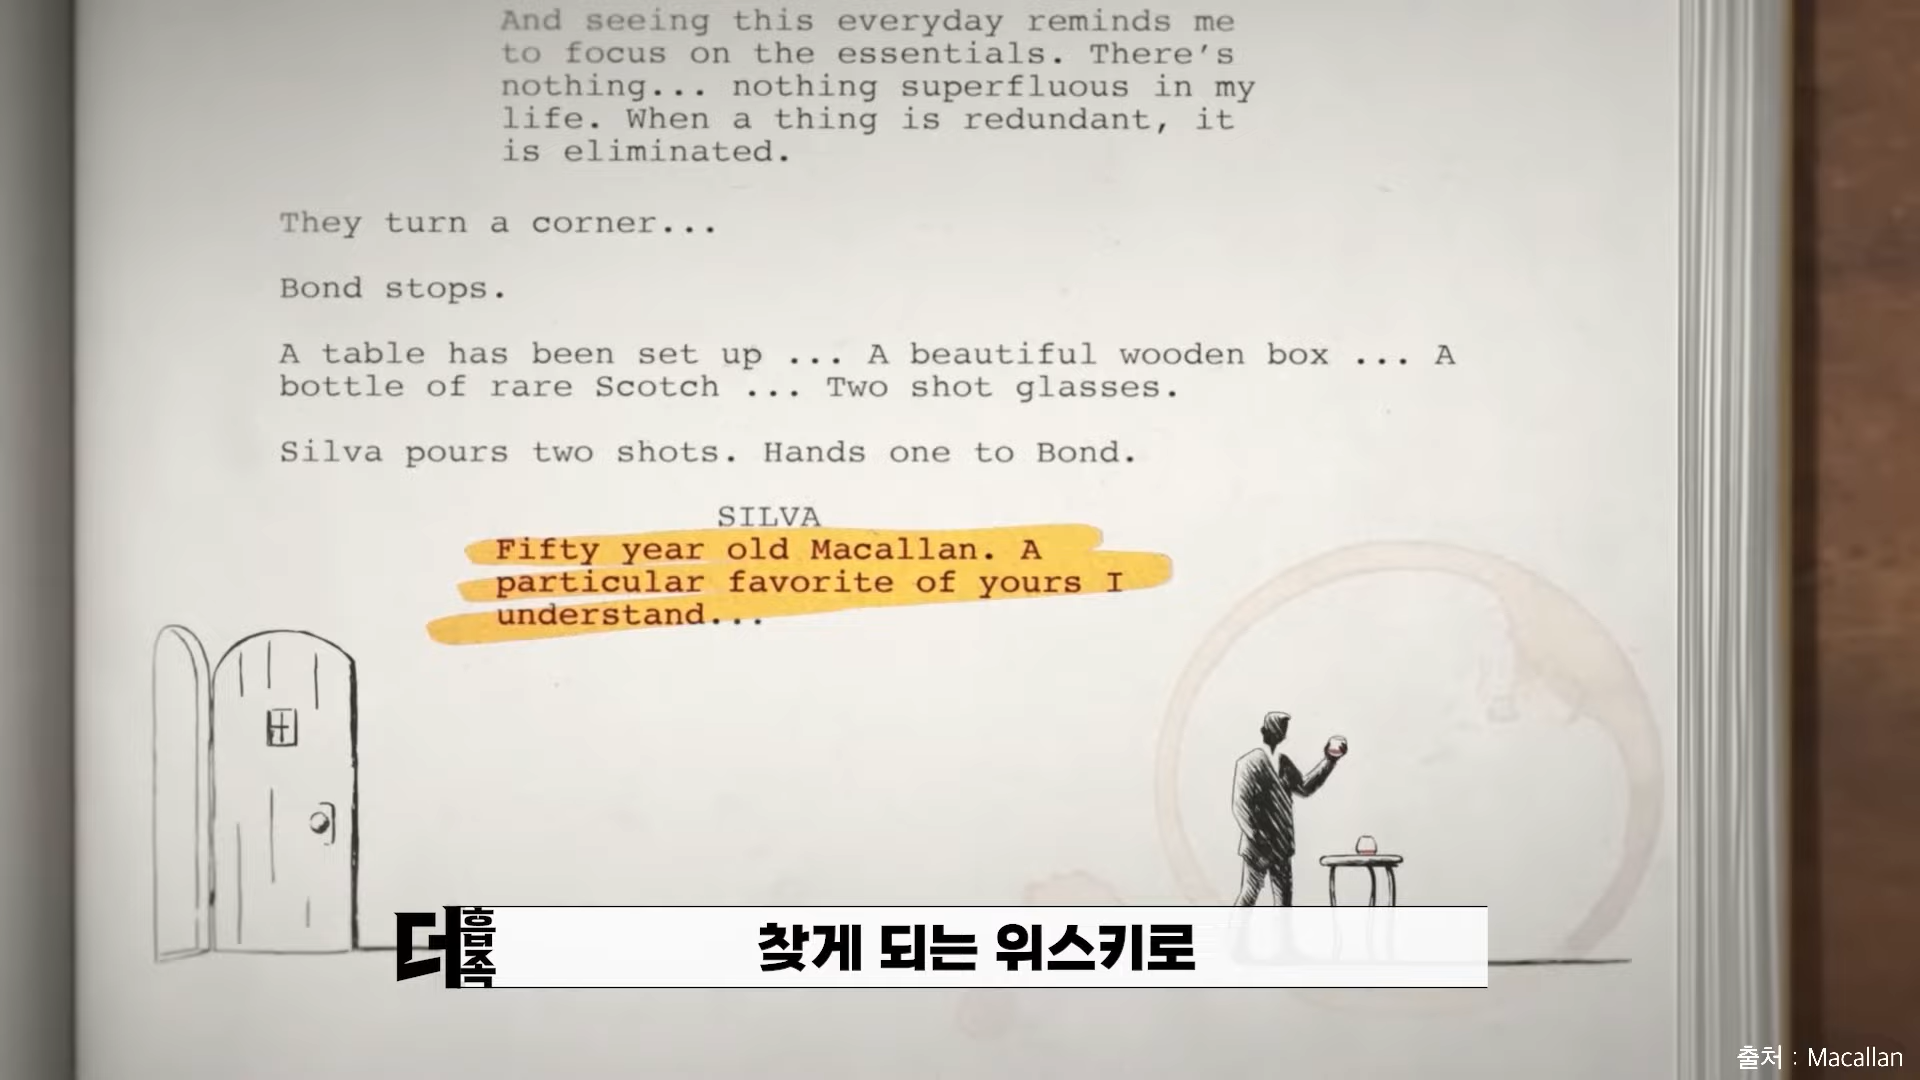 And seeing this everyday reminds me
to focus on the essentials. There's
nothing... nothing superfluous in my
life. When a thing is redundant, it
is eliminated.
They turn a corner...
Bond stops.
A table has been set up ... A beautiful wooden box ... A
bottle of rare Scotch ... Two shot glasses.
Silva pours two shots. Hands one to Bond.
SILVA
Fifty year old Macallan. A
particular favorite of yours I
understand...
더흡족
찾게 되는 위스키로
출처 : Macallan